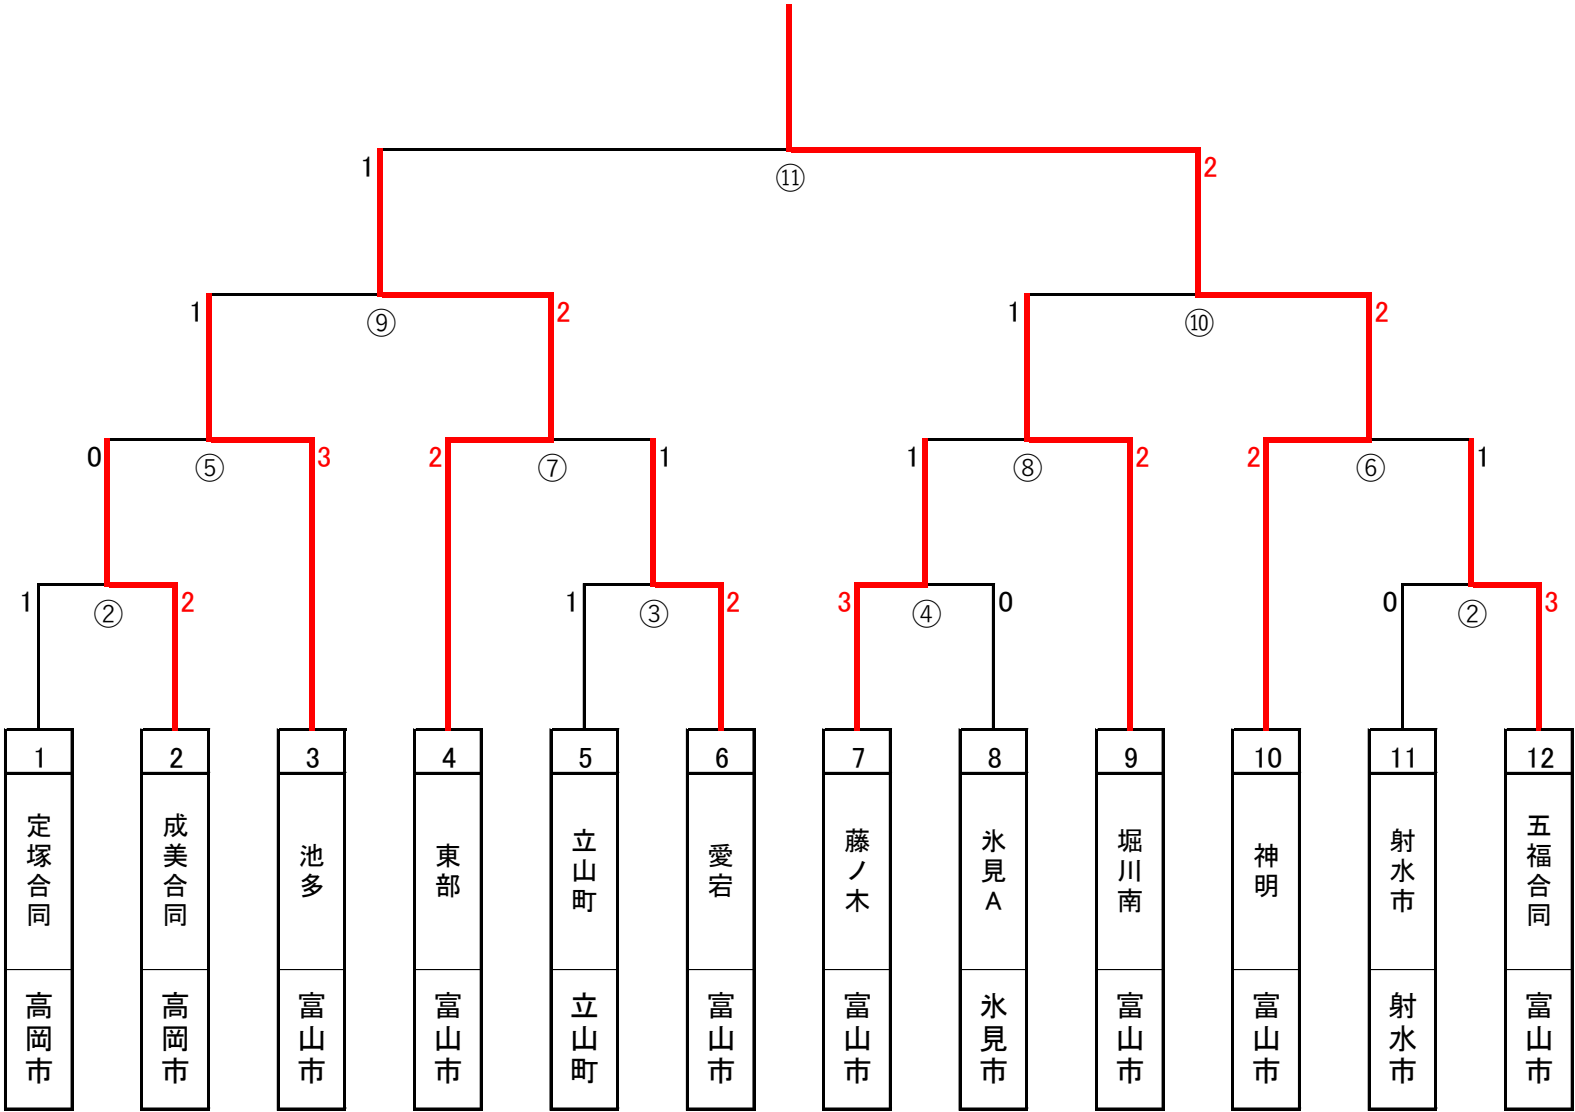 1 ⑪ 2
1 ⑨ 2 1 ⑩ 2
0 ⑤ 3 2 ⑦ 1 1 ⑧ 2 2 ⑥ 1
1 ② 2 1 ③ 2 3 ④ 0 0 ② 3
1 2 3 4 5 6 7 8 9 10 11 12
定塚合同
成美合同
池多
東部
立山町
愛宕
藤ノ木
氷見A
堀川南
神明
射水市
五福合同
高岡市
高岡市
富山市
富山市
立山町
富山市
富山市
氷見市
富山市
富山市
射水市
富山市